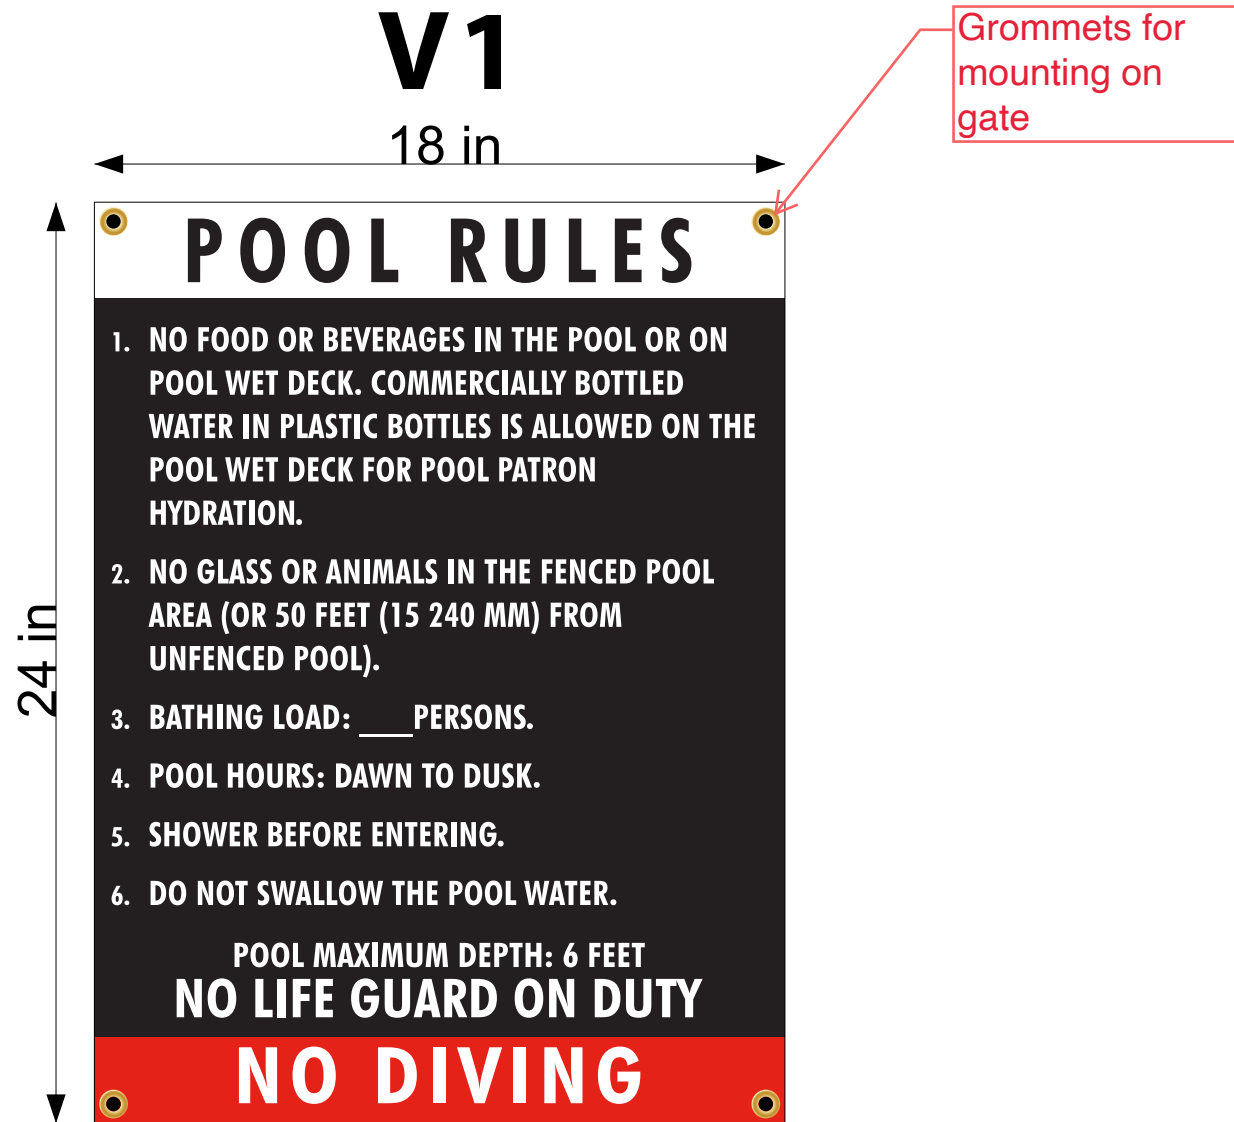 V1
Grommets for
mounting on
gate
18 in
24 in
POOL RULES
1. NO FOOD OR BEVERAGES IN THE POOL OR ON
POOL WET DECK. COMMERCIALLY BOTTLED
WATER IN PLASTIC BOTTLES IS ALLOWED ON THE
POOL WET DECK FOR POOL PATRON
HYDRATION.
2. NO GLASS OR ANIMALS IN THE FENCED POOL
AREA (OR 50 FEET (15 240 MM) FROM
UNFENCED POOL).
3. BATHING LOAD: ___PERSONS.
4. POOL HOURS: DAWN TO DUSK.
5. SHOWER BEFORE ENTERING.
6. DO NOT SWALLOW THE POOL WATER.
POOL MAXIMUM DEPTH: 6 FEET
NO LIFE GUARD ON DUTY
NO DIVING